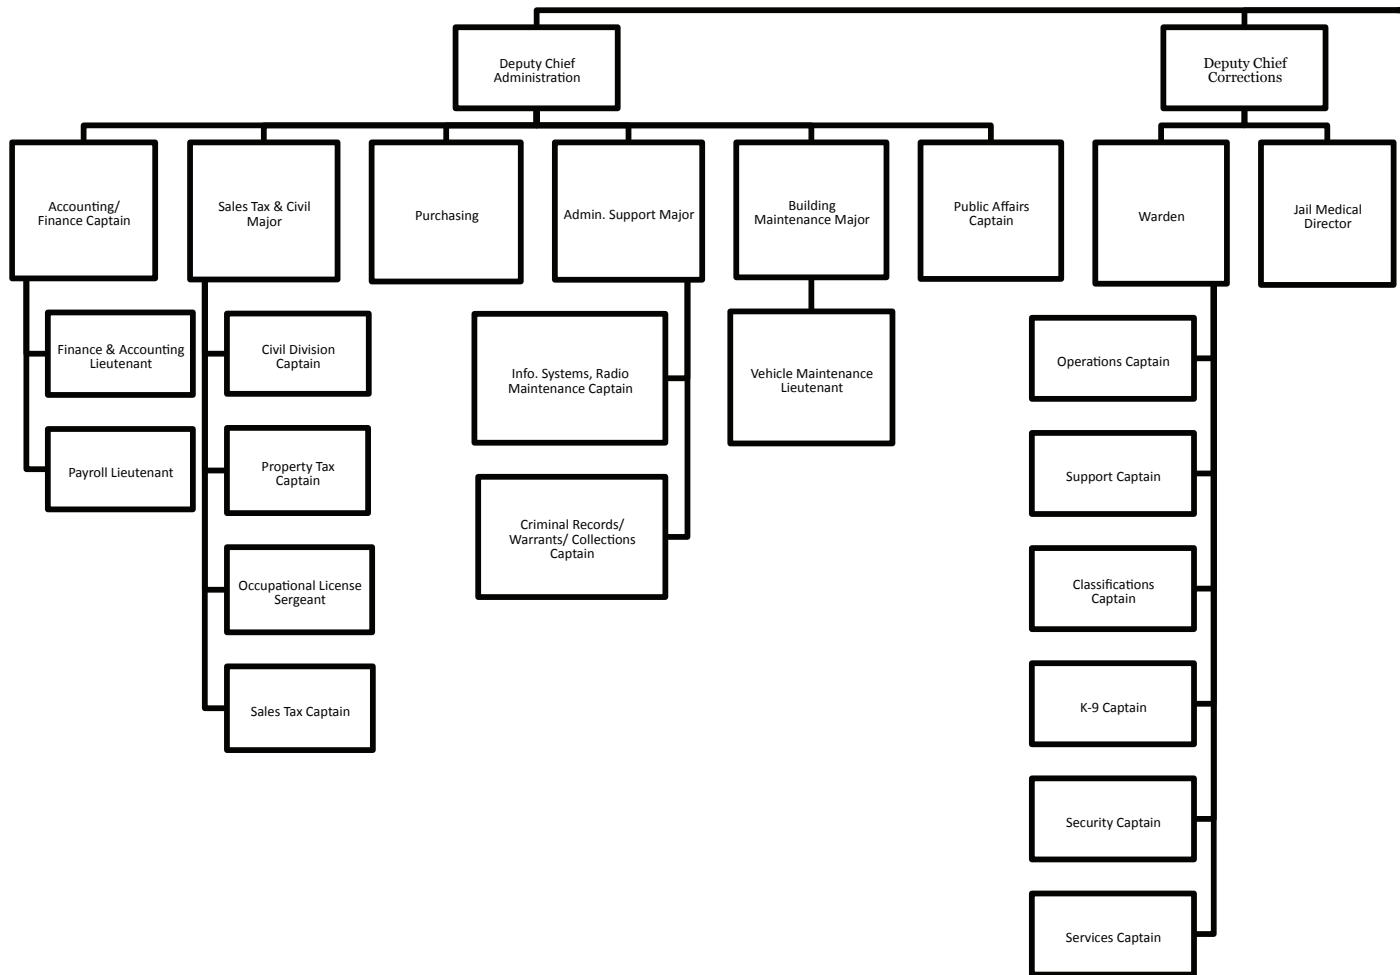 Deputy Chief
Administration
Deputy Chief
Corrections
Accounting/
Finance Captain
Sales Tax & Civil
Major
Purchasing
Admin. Support Major
Building
Maintenance Major
Public Affairs
Captain
Warden
Jail Medical
Director
Finance & Accounting
Lieutenant
Payroll Lieutenant
Civil Division
Captain
Property Tax
Captain
Occupational License
Sergeant
Sales Tax Captain
Info. Systems, Radio
Maintenance Captain
Criminal Records/
Warrants/ Collections
Captain
Vehicle Maintenance
Lieutenant
Operations Captain
Support Captain
Classifications
Captain
K-9 Captain
Security Captain
Services Captain